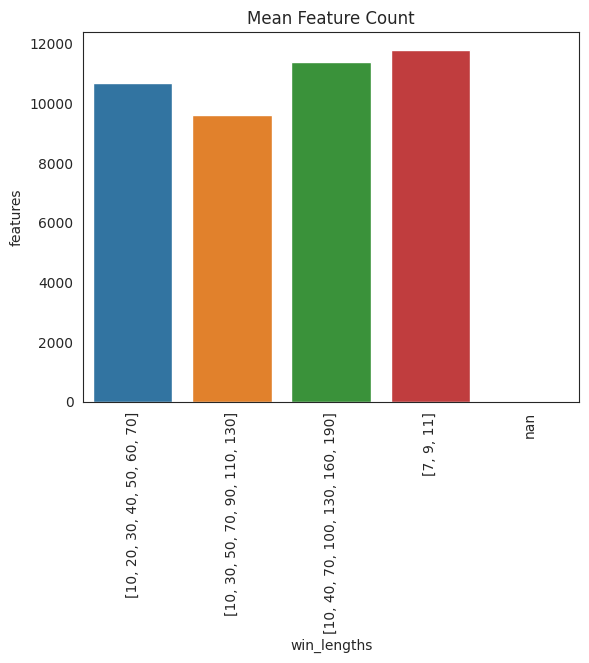 Mean Feature Count
12000
10000
8000
6000
4000
2000
0
features
[10, 20, 30, 40, 50, 60, 70]
[10, 30, 50, 70, 90, 110, 130]
[10, 40, 70, 100, 130, 160, 190]
[7, 9, 11]
nan
win_lengths